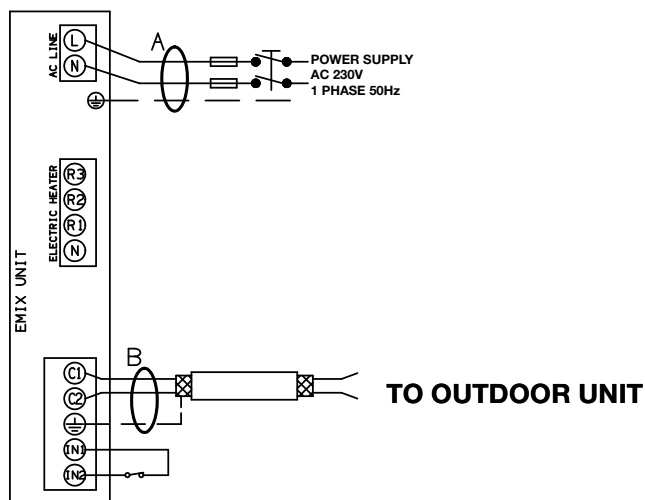 AC LINE
L
N
A
POWER SUPPLY
AC 230V
1 PHASE 50Hz
ELECTRIC HEATER
R3
R2
R1
N
EMIX UNIT
B
C1
C2
TO OUTDOOR UNIT
IN1
IN2